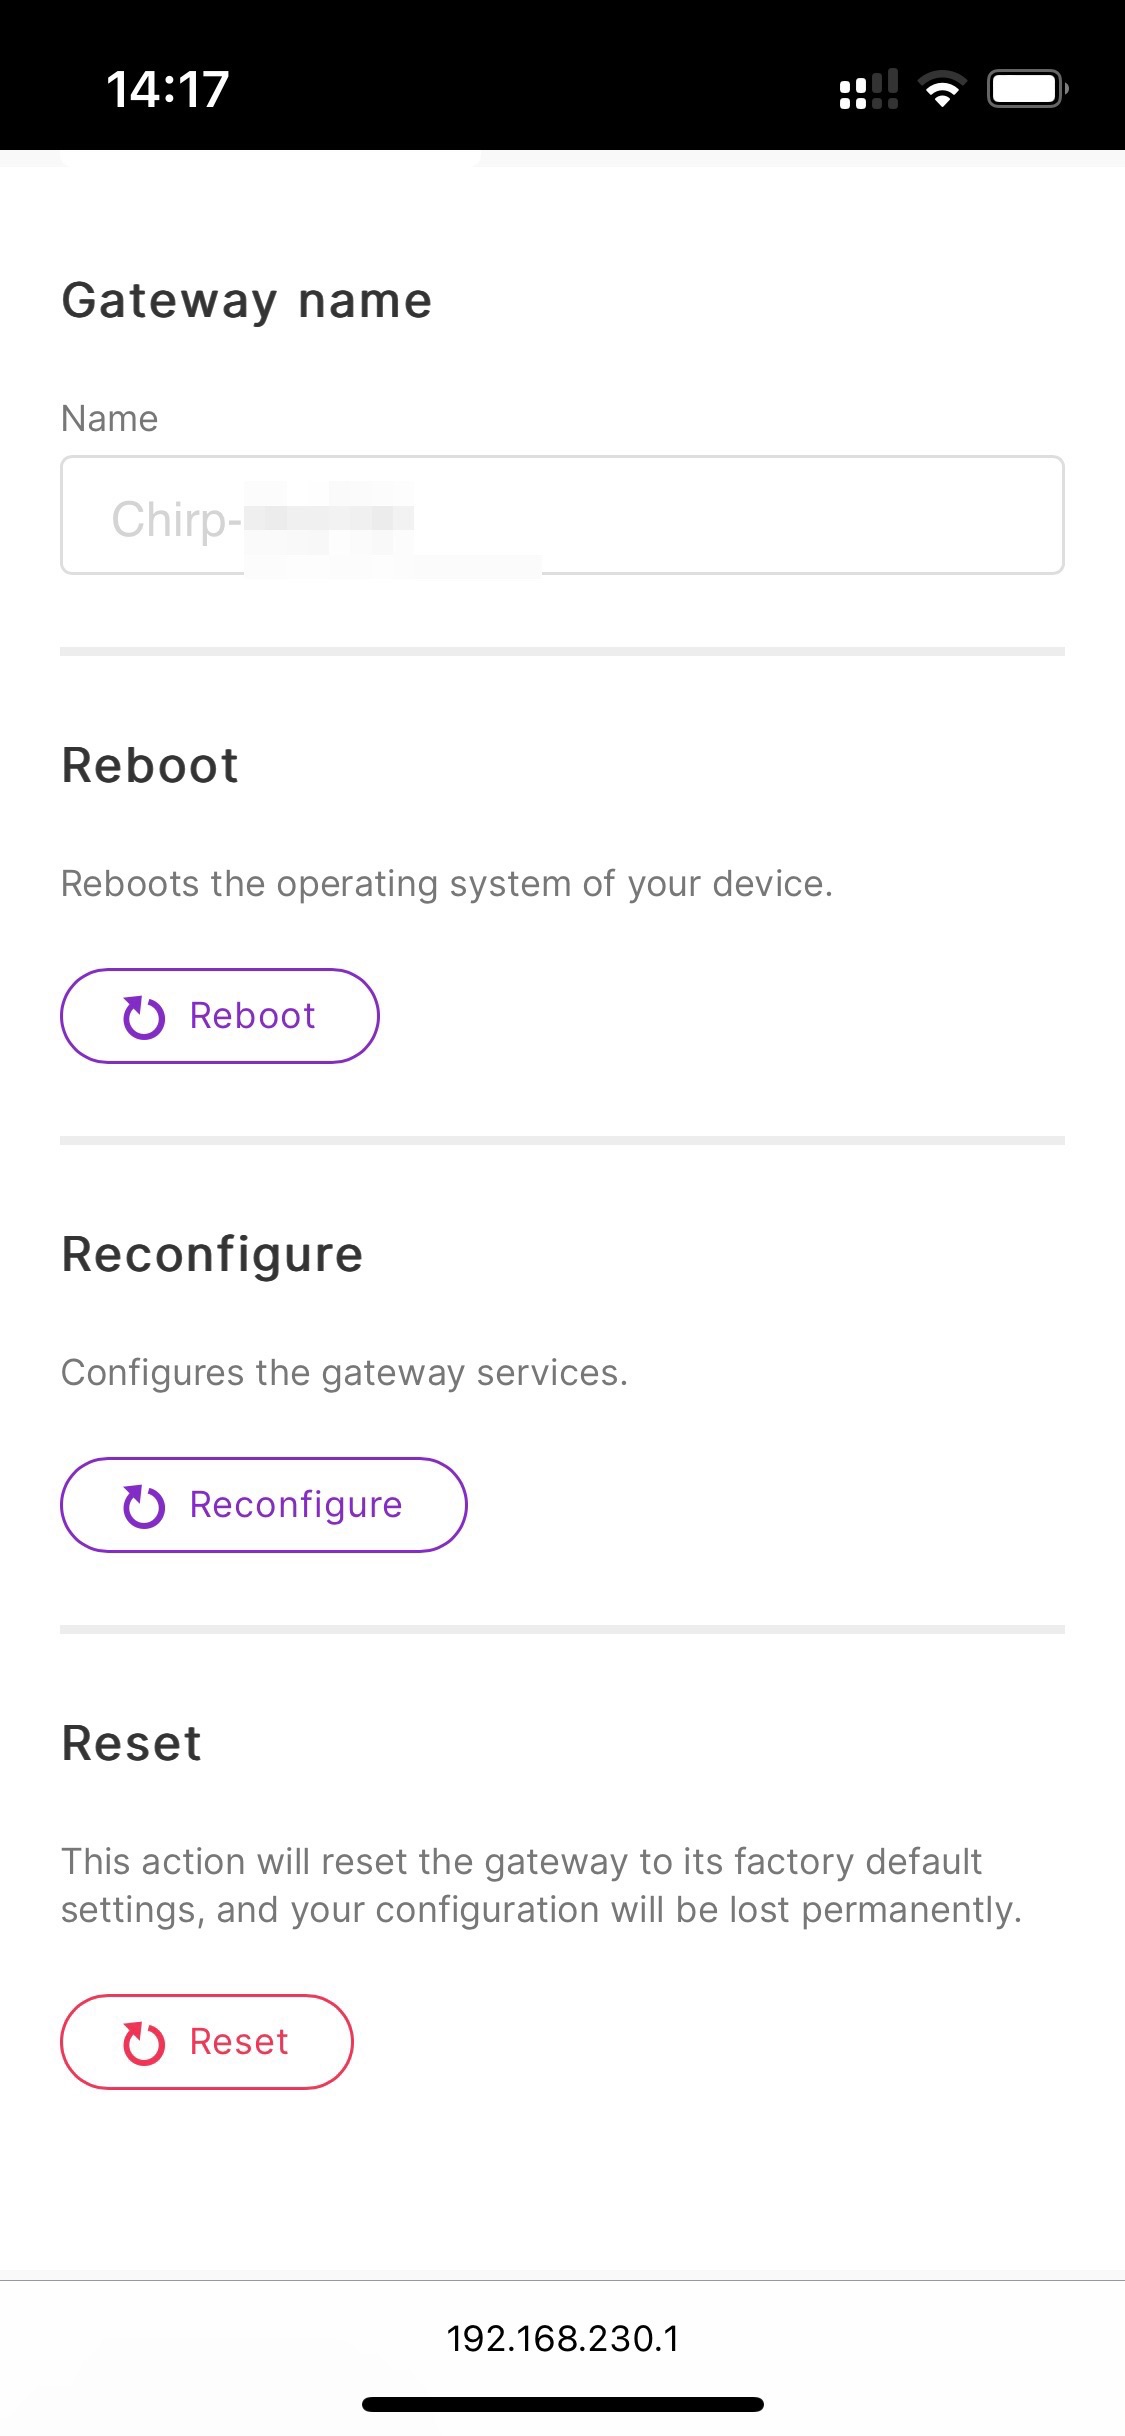 14:17
Gateway name
Name
Chirp-
Reboot
Reboots the operating system of your device.
Reboot
Reconfigure
Configures the gateway services.
Reconfigure
Reset
This action will reset the gateway to its factory default
settings, and your configuration will be lost permanently.
Reset
192.168.230.1